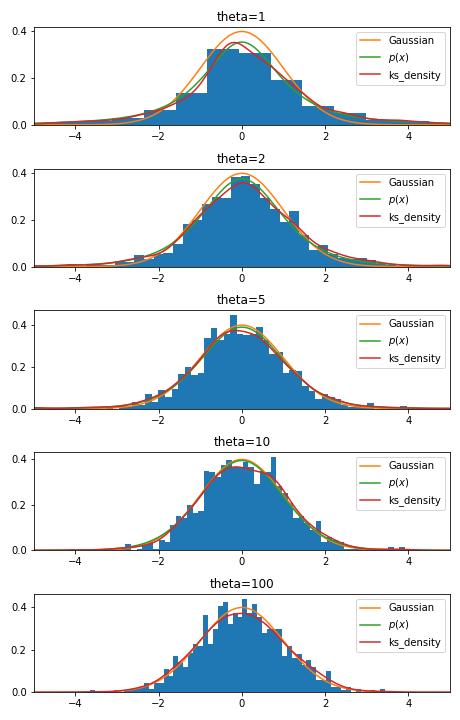 theta=1
0.4
0.2
0.0
Gaussian
p(x)
ks_density
−4 −2 0 2 4
theta=2
0.4
0.2
0.0
Gaussian
p(x)
ks_density
−4 −2 0 2 4
theta=5
0.4
0.2
0.0
Gaussian
p(x)
ks_density
−4 −2 0 2 4
theta=10
0.4
0.2
0.0
Gaussian
p(x)
ks_density
−4 −2 0 2 4
theta=100
0.4
0.2
0.0
Gaussian
p(x)
ks_density
−4 −2 0 2 4